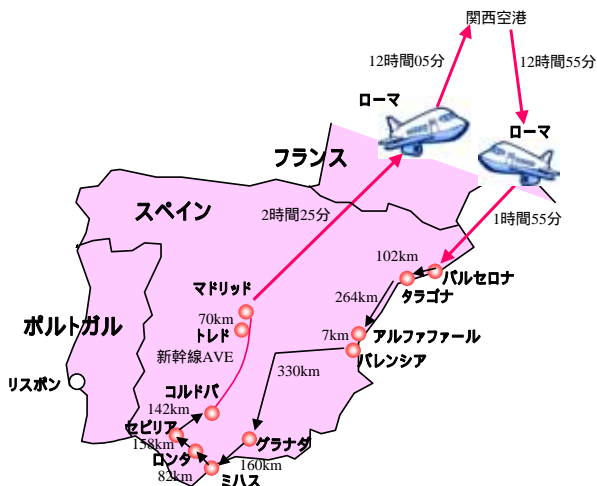 関西空港
12時間05分
12時間55分
ローマ
ローマ
フランス
スペイン
2時間25分
1時間55分
102km
バルセロナ
タラゴナ
264km
マドリッド
70km
トレド
ポルトガル
アルファファール
7km
バレンシア
新幹線AVE
330km
リスボン
コルドバ
142km
セビリア
グラナダ
158km
ロンダ
160km
82km
ミハス